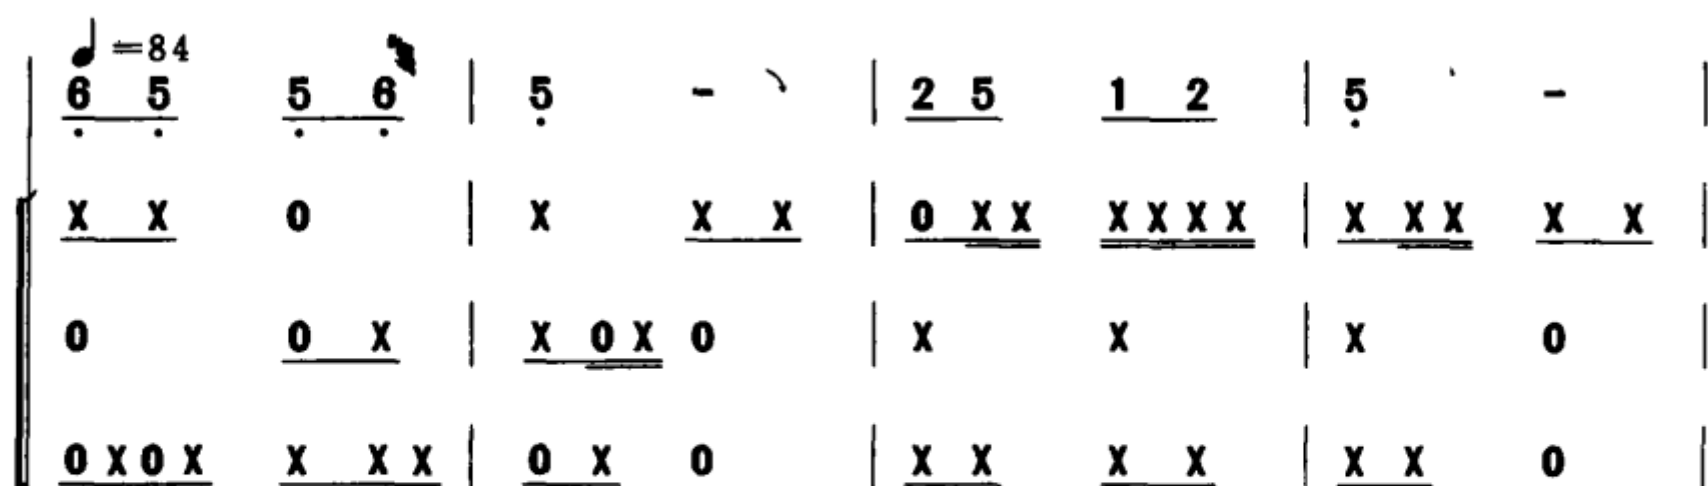 ♩=84
6 5 5 6 | 5 - | 2 5 1 2 | 5 - |
X X 0 | X X X | 0 X X X X X X | X X X X X |
0 0 X | X 0 X 0 | X X | X 0 |
0 X 0 X X X X | 0 X 0 | X X X X | X X 0 |